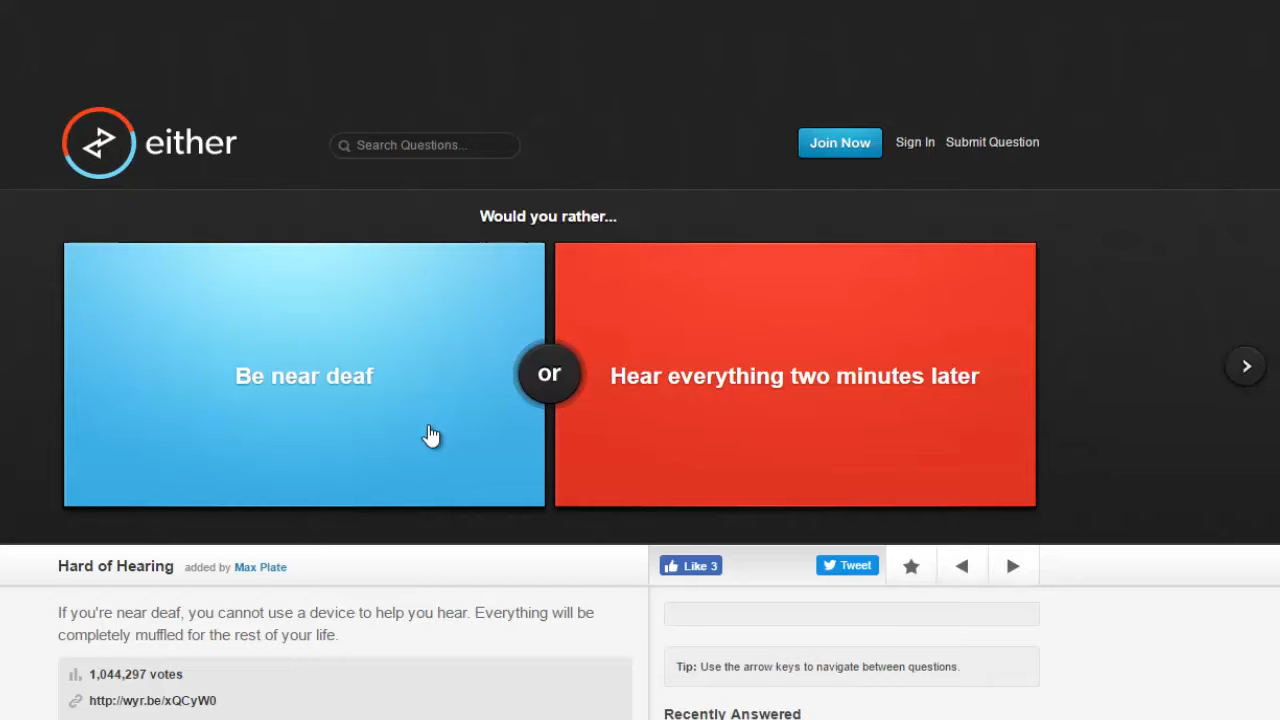 either
Search Questions...
Join Now
Sign In
Submit Question
Would you rather...
Be near deaf
or
Hear everything two minutes later
Hard of Hearing added by Max Plate
Like 3
Tweet
If you're near deaf, you cannot use a device to help you hear. Everything will be
completely muffled for the rest of your life.
1,044,297 votes
http://wyr.be/xQCyW0
Tip: Use the arrow keys to navigate between questions.
Recently Answered